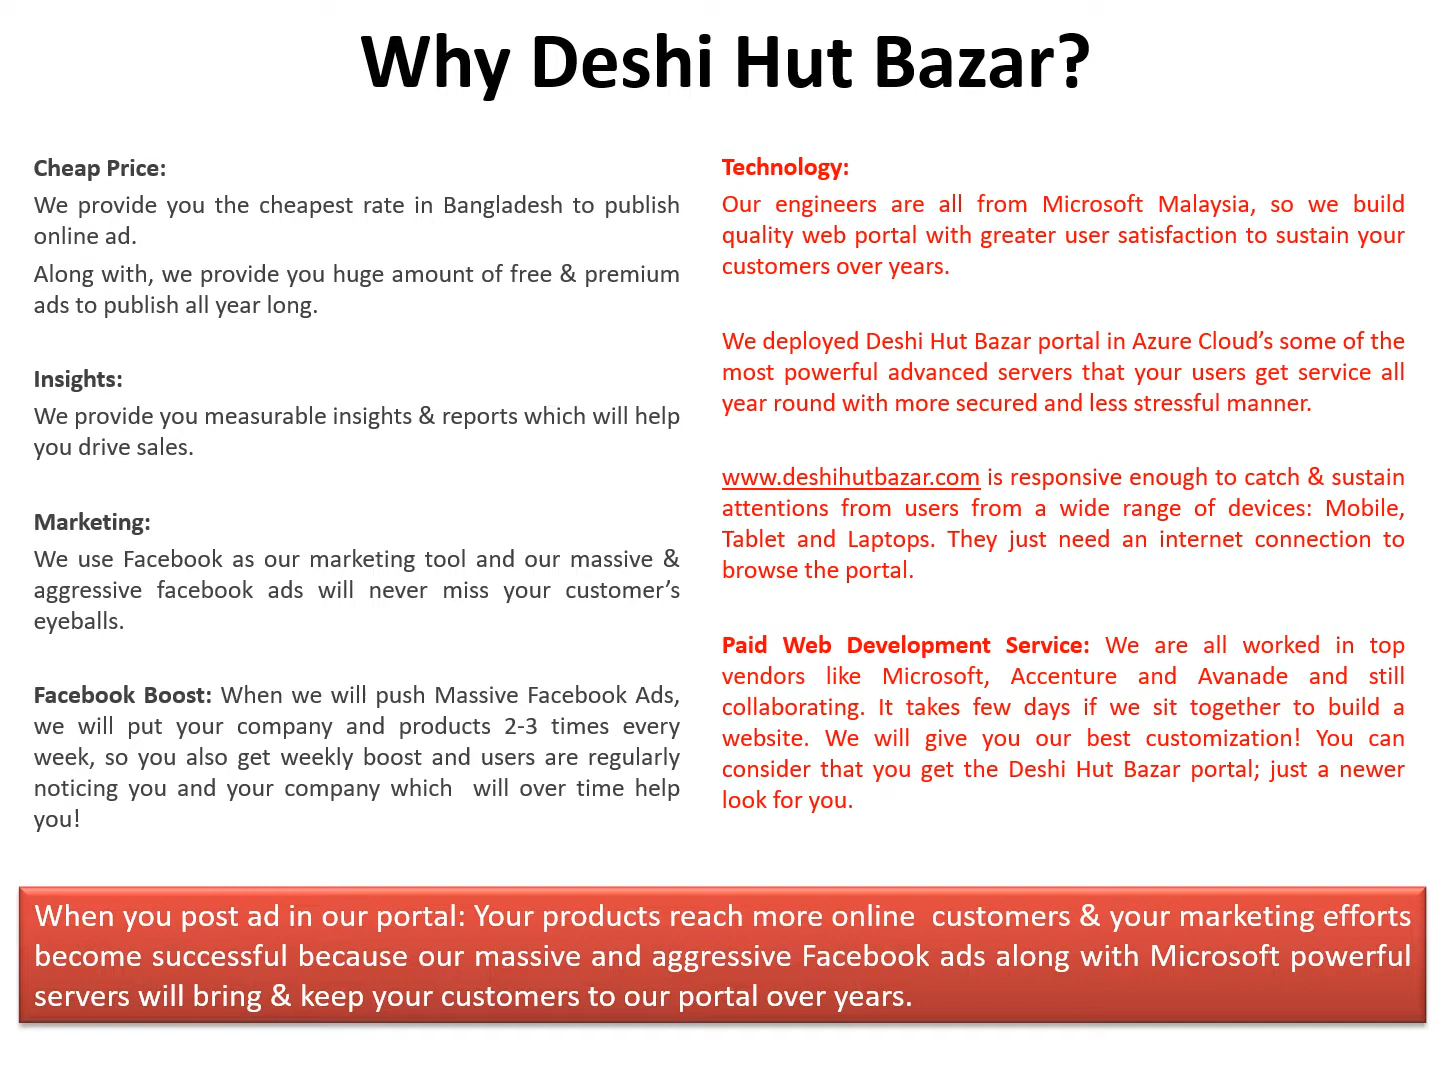 Why Deshi Hut Bazar?
Cheap Price:
We provide you the cheapest rate in Bangladesh to publish
online ad.
Along with, we provide you huge amount of free & premium
ads to publish all year long.
Insights:
We provide you measurable insights & reports which will help
you drive sales.
Marketing:
We use Facebook as our marketing tool and our massive &
aggressive facebook ads will never miss your customer’s
eyeballs.
Facebook Boost: When we will push Massive Facebook Ads,
we will put your company and products 2-3 times every
week, so you also get weekly boost and users are regularly
noticing you and your company which  will over time help
you!
Technology:
Our engineers are all from Microsoft Malaysia, so we build
quality web portal with greater user satisfaction to sustain your
customers over years.
We deployed Deshi Hut Bazar portal in Azure Cloud’s some of the
most powerful advanced servers that your users get service all
year round with more secured and less stressful manner.
www.deshihutbazar.com is responsive enough to catch & sustain
attentions from users from a wide range of devices: Mobile,
Tablet and Laptops. They just need an internet connection to
browse the portal.
Paid Web Development Service: We are all worked in top
vendors like Microsoft, Accenture and Avanade and still
collaborating. It takes few days if we sit together to build a
website. We will give you our best customization! You can
consider that you get the Deshi Hut Bazar portal; just a newer
look for you.
When you post ad in our portal: Your products reach more online  customers & your marketing efforts
become successful because our massive and aggressive Facebook ads along with Microsoft powerful
servers will bring & keep your customers to our portal over years.